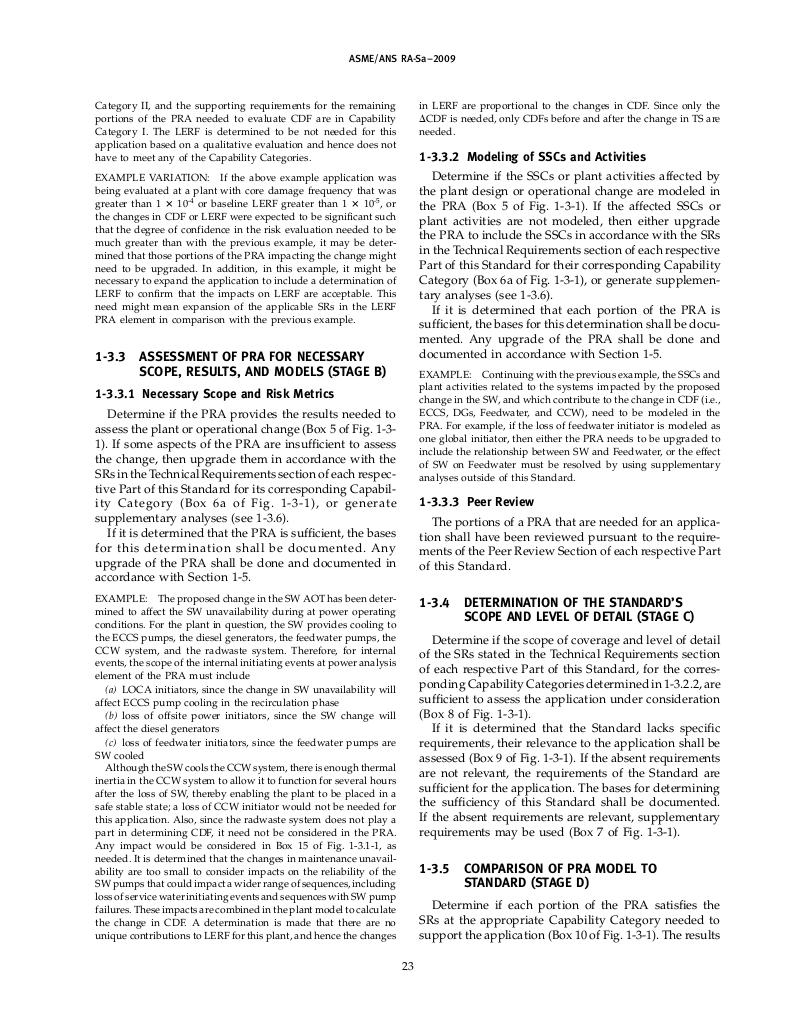 ASME/ANS RA-Sa–2009
Category II, and the supporting requirements for the remaining
portions of the PRA needed to evaluate CDF are in Capability
Category I. The LERF is determined to be not needed for this
application based on a qualitative evaluation and hence does not
have to meet any of the Capability Categories.
EXAMPLE VARIATION: If the above example application was
being evaluated at a plant with core damage frequency that was
greater than 1 × 10⁻⁴ or baseline LERF greater than 1 × 10⁻⁵, or
the changes in CDF or LERF were expected to be significant such
that the degree of confidence in the risk evaluation needed to be
much greater than with the previous example, it may be deter-
mined that those portions of the PRA impacting the change might
need to be upgraded. In addition, in this example, it might be
necessary to expand the application to include a determination of
LERF to confirm that the impacts on LERF are acceptable. This
need might mean expansion of the applicable SRs in the LERF
PRA element in comparison with the previous example.
1-3.3 ASSESSMENT OF PRA FOR NECESSARY
SCOPE, RESULTS, AND MODELS (STAGE B)
1-3.3.1 Necessary Scope and Risk Metrics
Determine if the PRA provides the results needed to
assess the plant or operational change (Box 5 of Fig. 1-3-
1). If some aspects of the PRA are insufficient to assess
the change, then upgrade them in accordance with the
SRs in the Technical Requirements section of each respec-
tive Part of this Standard for its corresponding Capabil-
ity Category (Box 6a of Fig. 1-3-1), or generate
supplementary analyses (see 1-3.6).
If it is determined that the PRA is sufficient, the bases
for this determination shall be documented. Any
upgrade of the PRA shall be done and documented in
accordance with Section 1-5.
EXAMPLE: The proposed change in the SW AOT has been deter-
mined to affect the SW unavailability during at power operating
conditions. For the plant in question, the SW provides cooling to
the ECCS pumps, the diesel generators, the feedwater pumps, the
CCW system, and the radwaste system. Therefore, for internal
events, the scope of the internal initiating events at power analysis
element of the PRA must include
(a) LOCA initiators, since the change in SW unavailability will
affect ECCS pump cooling in the recirculation phase
(b) loss of offsite power initiators, since the SW change will
affect the diesel generators
(c) loss of feedwater initiators, since the feedwater pumps are
SW cooled
Although the SW cools the CCW system, there is enough thermal
inertia in the CCW system to allow it to function for several hours
after the loss of SW, thereby enabling the plant to be placed in a
safe stable state; a loss of CCW initiator would not be needed for
this application. Also, since the radwaste system does not play a
part in determining CDF, it need not be considered in the PRA.
Any impact would be considered in Box 15 of Fig. 1-3.1-1, as
needed. It is determined that the changes in maintenance unavail-
ability are too small to consider impacts on the reliability of the
SW pumps that could impact a wider range of sequences, including
loss of service water initiating events and sequences with SW pump
failures. These impacts are combined in the plant model to calculate
the change in CDF. A determination is made that there are no
unique contributions to LERF for this plant, and hence the changes
in LERF are proportional to the changes in CDF. Since only the
ΔCDF is needed, only CDFs before and after the change in TS are
needed.
1-3.3.2 Modeling of SSCs and Activities
Determine if the SSCs or plant activities affected by
the plant design or operational change are modeled in
the PRA (Box 5 of Fig. 1-3-1). If the affected SSCs or
plant activities are not modeled, then either upgrade
the PRA to include the SSCs in accordance with the SRs
in the Technical Requirements section of each respective
Part of this Standard for their corresponding Capability
Category (Box 6a of Fig. 1-3-1), or generate supplemen-
tary analyses (see 1-3.6).
If it is determined that each portion of the PRA is
sufficient, the bases for this determination shall be docu-
mented. Any upgrade of the PRA shall be done and
documented in accordance with Section 1-5.
EXAMPLE: Continuing with the previous example, the SSCs and
plant activities related to the systems impacted by the proposed
change in the SW, and which contribute to the change in CDF (i.e.,
ECCS, DGs, Feedwater, and CCW), need to be modeled in the
PRA. For example, if the loss of feedwater initiator is modeled as
one global initiator, then either the PRA needs to be upgraded to
include the relationship between SW and Feedwater, or the effect
of SW on Feedwater must be resolved by using supplementary
analyses outside of this Standard.
1-3.3.3 Peer Review
The portions of a PRA that are needed for an applica-
tion shall have been reviewed pursuant to the require-
ments of the Peer Review Section of each respective Part
of this Standard.
1-3.4 DETERMINATION OF THE STANDARD’S
SCOPE AND LEVEL OF DETAIL (STAGE C)
Determine if the scope of coverage and level of detail
of the SRs stated in the Technical Requirements section
of each respective Part of this Standard, for the corres-
ponding Capability Categories determined in 1-3.2.2, are
sufficient to assess the application under consideration
(Box 8 of Fig. 1-3-1).
If it is determined that the Standard lacks specific
requirements, their relevance to the application shall be
assessed (Box 9 of Fig. 1-3-1). If the absent requirements
are not relevant, the requirements of the Standard are
sufficient for the application. The bases for determining
the sufficiency of this Standard shall be documented.
If the absent requirements are relevant, supplementary
requirements may be used (Box 7 of Fig. 1-3-1).
1-3.5 COMPARISON OF PRA MODEL TO
STANDARD (STAGE D)
Determine if each portion of the PRA satisfies the
SRs at the appropriate Capability Category needed to
support the application (Box 10 of Fig. 1-3-1). The results
23